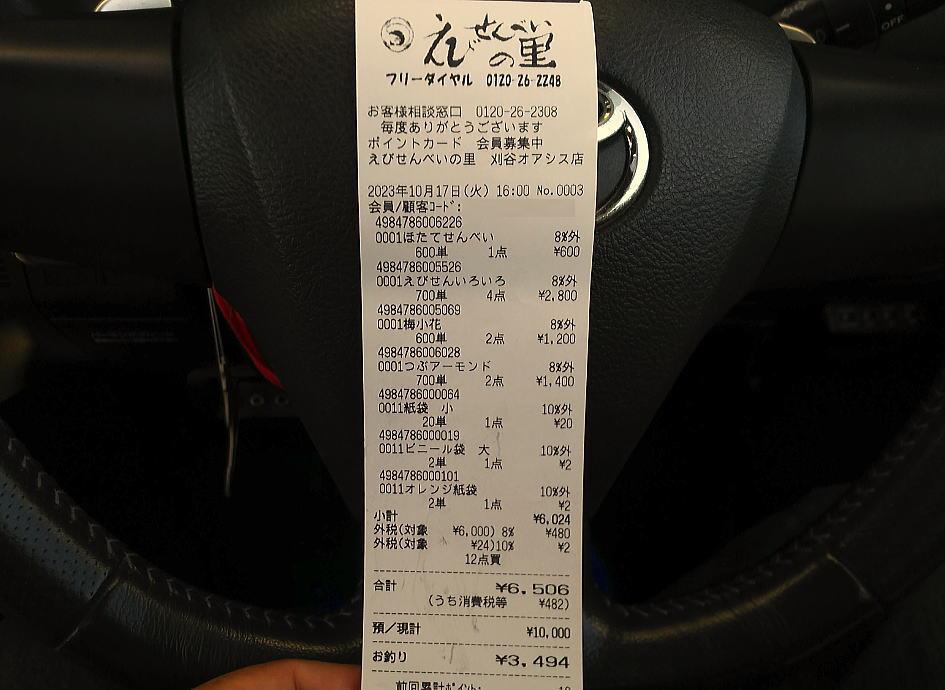 えびせんべいの里
フリーダイヤル 0120-26-2248
お客様相談窓口 0120-26-2308
毎度ありがとうございます
ポイントカード 会員募集中
えびせんべいの里 刈谷オアシス店
2023年10月17日(火) 16:00 No.0003
会員/顧客ｺｰﾄﾞ:
4984786006226
0001ほたてせんべい 8%外
600単 1点 ¥600
4984786005526
0001えびせんいろいろ 8%外
700単 4点 ¥2,800
4984786005069
0001梅小花 8%外
600単 2点 ¥1,200
4984786006028
0001つぶアーモンド 8%外
700単 2点 ¥1,400
4984786000064
0011紙袋 小 10%外
20単 1点 ¥20
4984786000019
0011ビニール袋 大 10%外
2単 1点 ¥2
4984786000101
0011オレンジ紙袋 10%外
2単 1点 ¥2
小計 ¥6,024
外税(対象 ¥6,000) 8% ¥480
外税(対象 ¥24)10% ¥2
12点買
合計 ¥6,506
(うち消費税等 ¥482)
預/現計 ¥10,000
お釣り ¥3,494
前回累計ﾎﾟｲﾝﾄ:
OFF